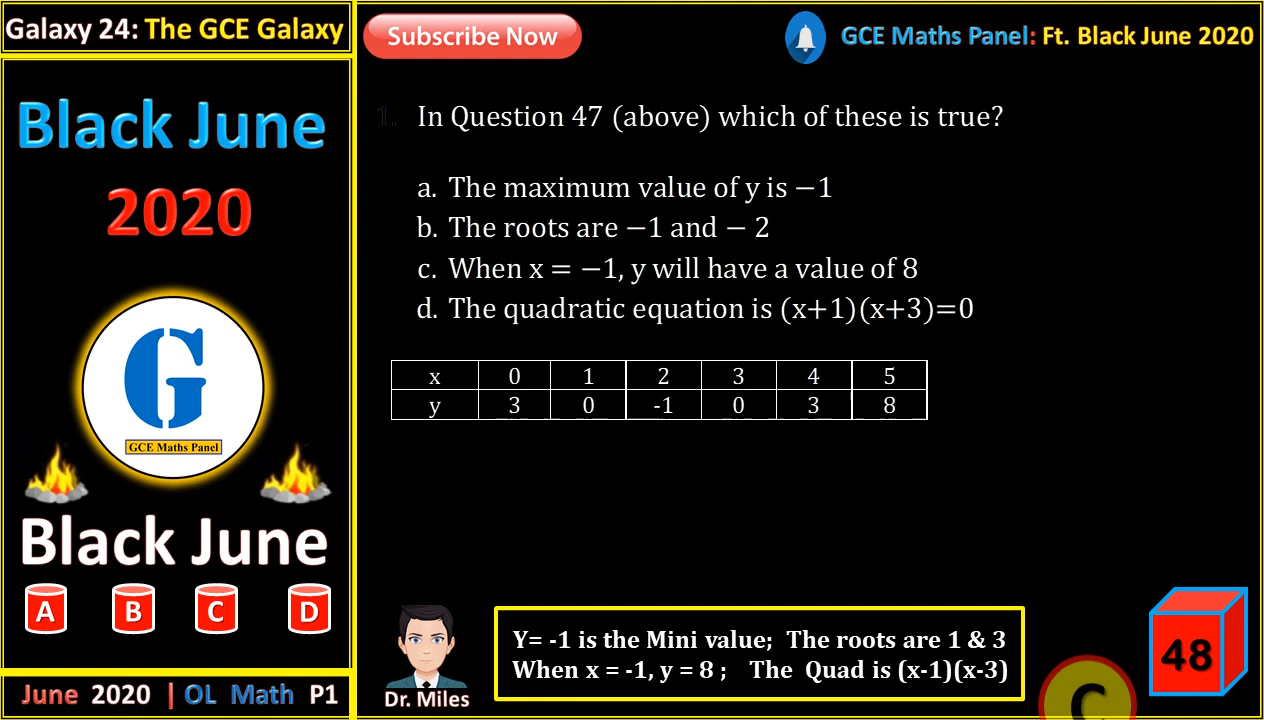 Galaxy 24: The GCE Galaxy
Subscribe Now
GCE Maths Panel: Ft. Black June 2020
Black June
2020
G
GCE Maths Panel
Black June
A B C D
June 2020 | OL Math P1
1. In Question 47 (above) which of these is true?
a. The maximum value of y is −1
b. The roots are −1 and − 2
c. When x = −1, y will have a value of 8
d. The quadratic equation is (x+1)(x+3)=0
x 0 1 2 3 4 5
y 3 0 -1 0 3 8
Dr. Miles
Y= -1 is the Mini value; The roots are 1 & 3
When x = -1, y = 8 ; The Quad is (x-1)(x-3)
C
48